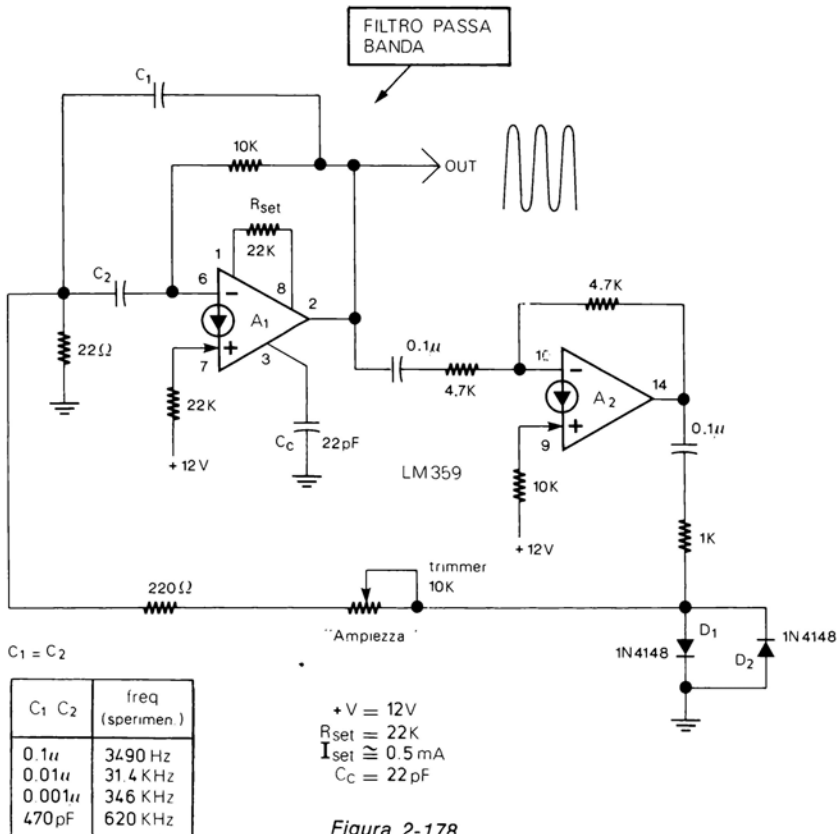 FILTRO PASSA
BANDA
C1
10K
OUT
Rset
22K
1
6
8
2
C2
A1
7
3
22Ω
22K
+12V
Cc
22pF
0.1μ
4.7K
4.7K
10
14
A2
9
LM359
10K
+12V
0.1μ
1K
220Ω
trimmer
10K
"Ampiezza"
D1
1N4148
D2
1N4148
C1 = C2
C1 C2 freq (sperimen.)
0.1u 3490 Hz
0.01u 31.4 KHz
0.001u 346 KHz
470pF 620 KHz
+V = 12V
Rset = 22K
Iset ≅ 0.5 mA
Cc = 22pF
Figura 2-178